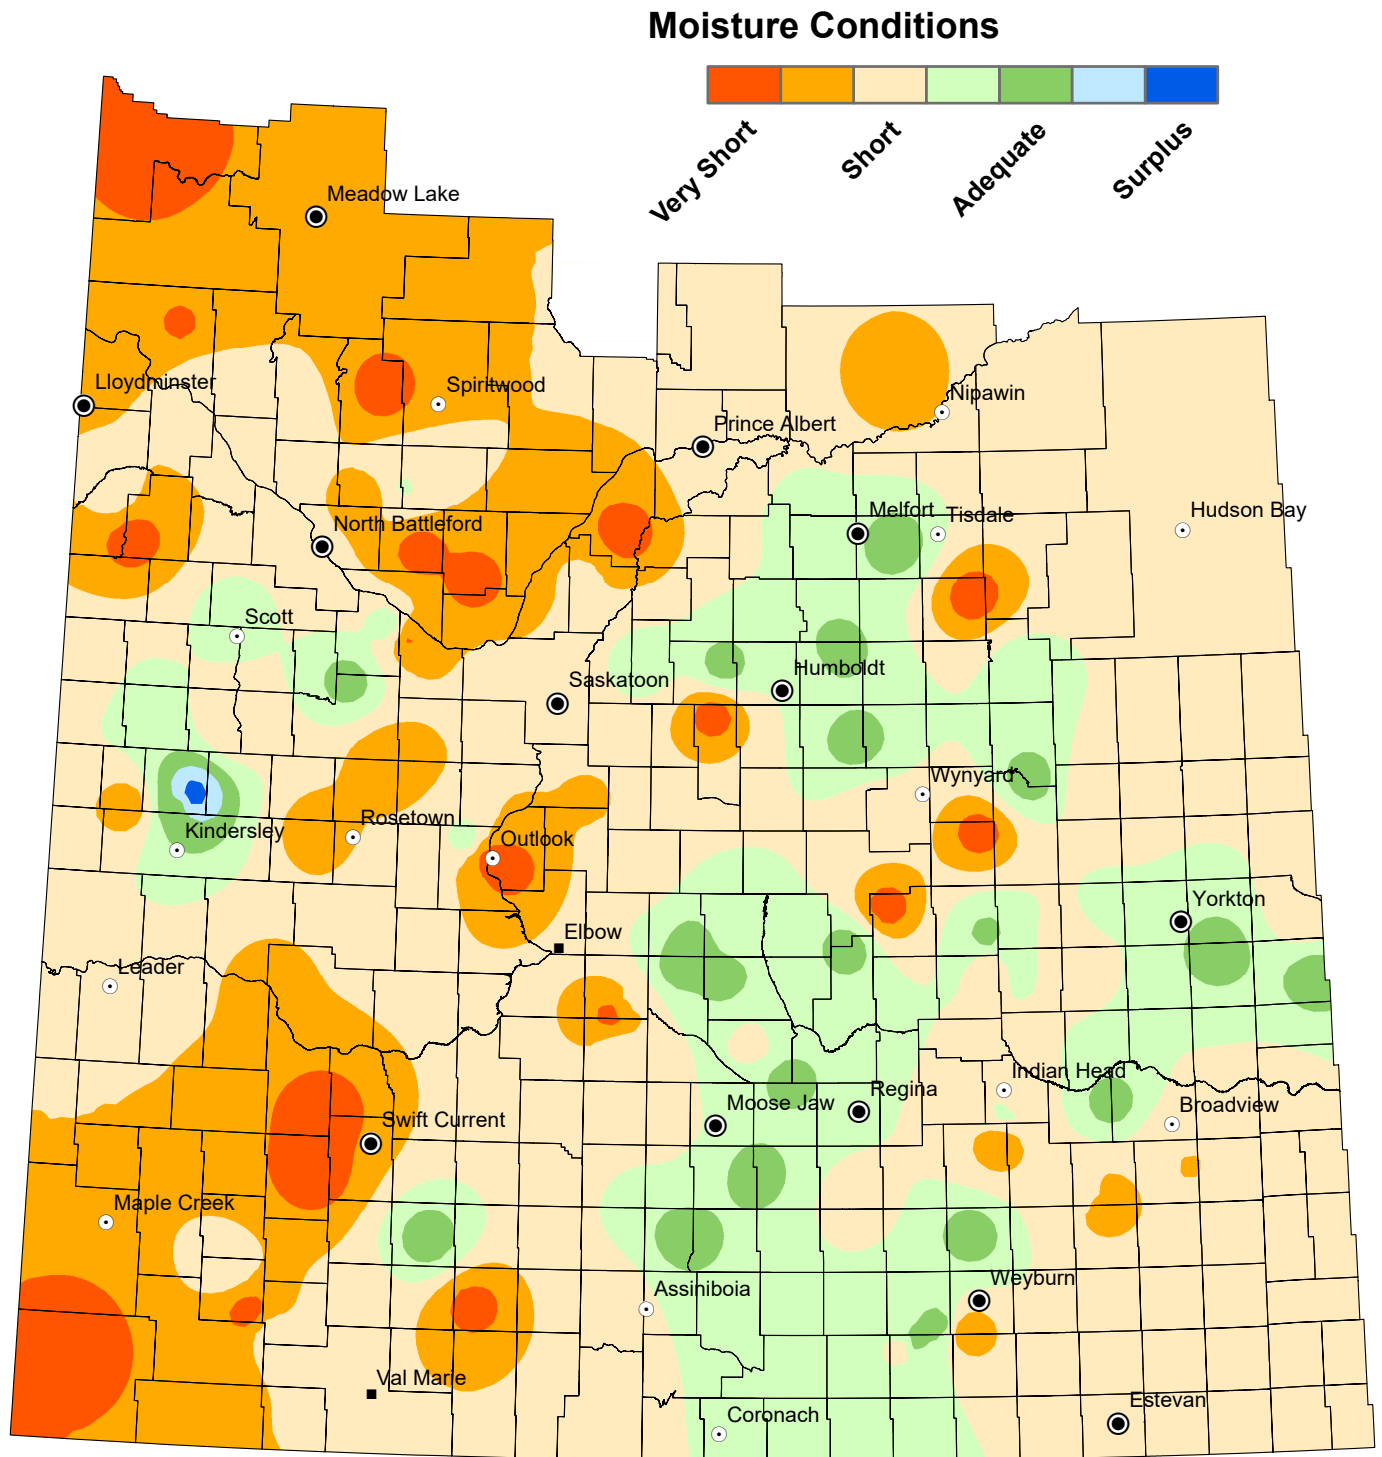 Moisture Conditions
Very Short
Short
Adequate
Surplus
Meadow Lake
Lloydminster
Spiritwood
Nipawin
Prince Albert
Hudson Bay
Melfort
Tisdale
North Battleford
Scott
Humboldt
Saskatoon
Wynyard
Rosetown
Kindersley
Outlook
Yorkton
Elbow
Leader
Indian Head
Regina
Moose Jaw
Broadview
Swift Current
Maple Creek
Weyburn
Assiniboia
Val Marie
Estevan
Coronach